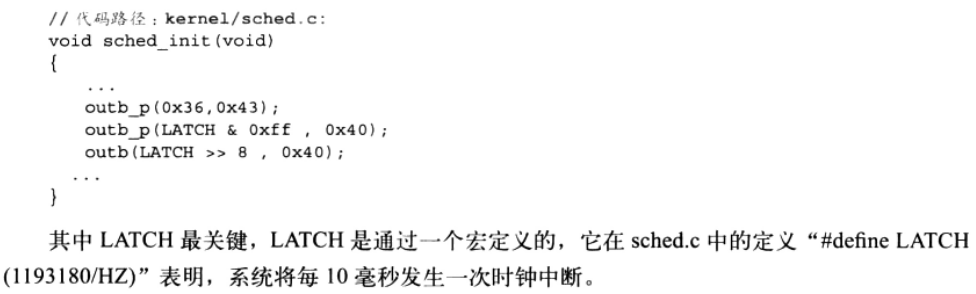 // 代码路径：kernel/sched.c:
void sched_init(void)
{
...
outb_p(0x36,0x43);
outb_p(LATCH & 0xff , 0x40);
outb(LATCH >> 8 , 0x40);
...
}
其中 LATCH 最关键，LATCH 是通过一个宏定义的，它在 sched.c 中的定义“#define LATCH
(1193180/HZ)”表明，系统将每 10 毫秒发生一次时钟中断。